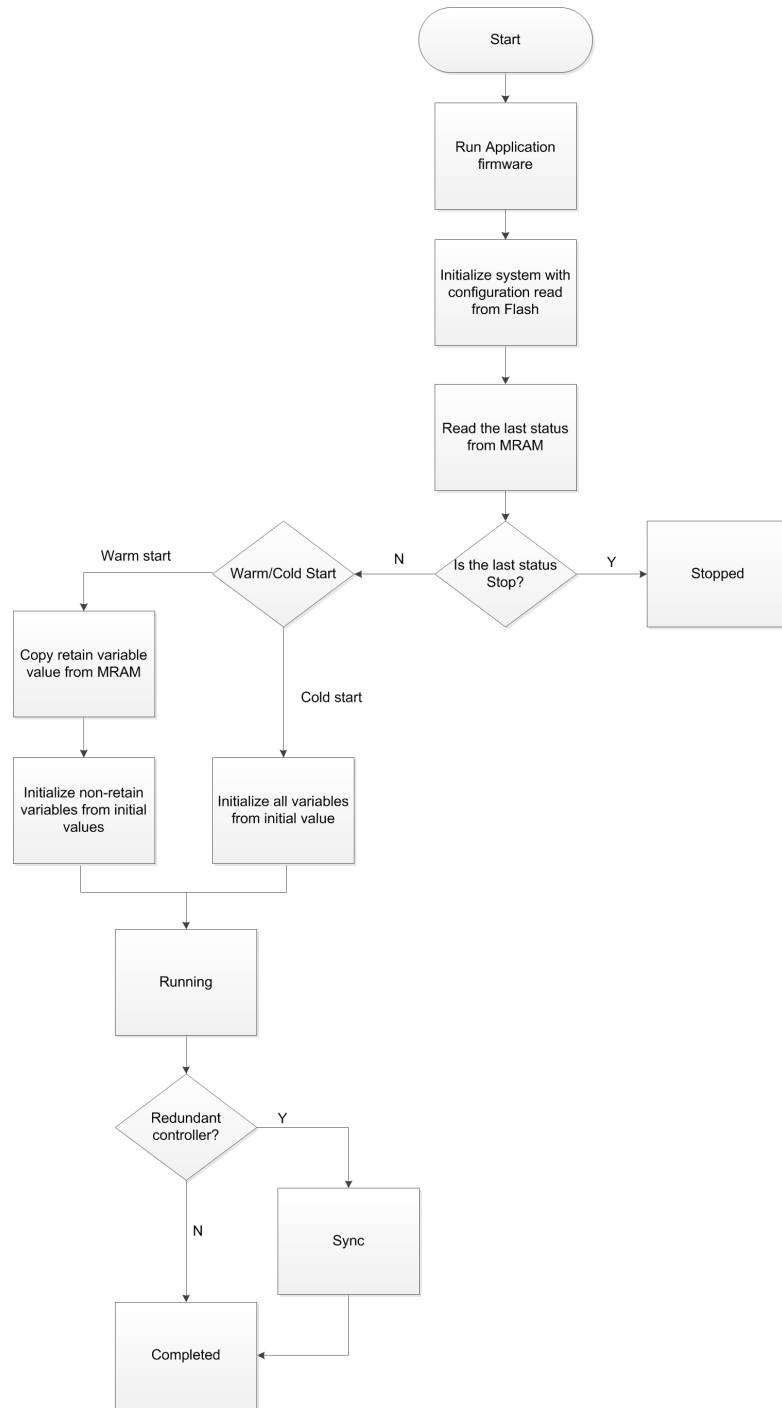 Start
Run Application
firmware
Initialize system with
configuration read
from Flash
Read the last status
from MRAM
Is the last status
Stop?
Y
Stopped
N
Warm/Cold Start
Warm start
Copy retain variable
value from MRAM
Initialize non-retain
variables from initial
values
Cold start
Initialize all variables
from initial value
Running
Redundant
controller?
Y
Sync
N
Completed